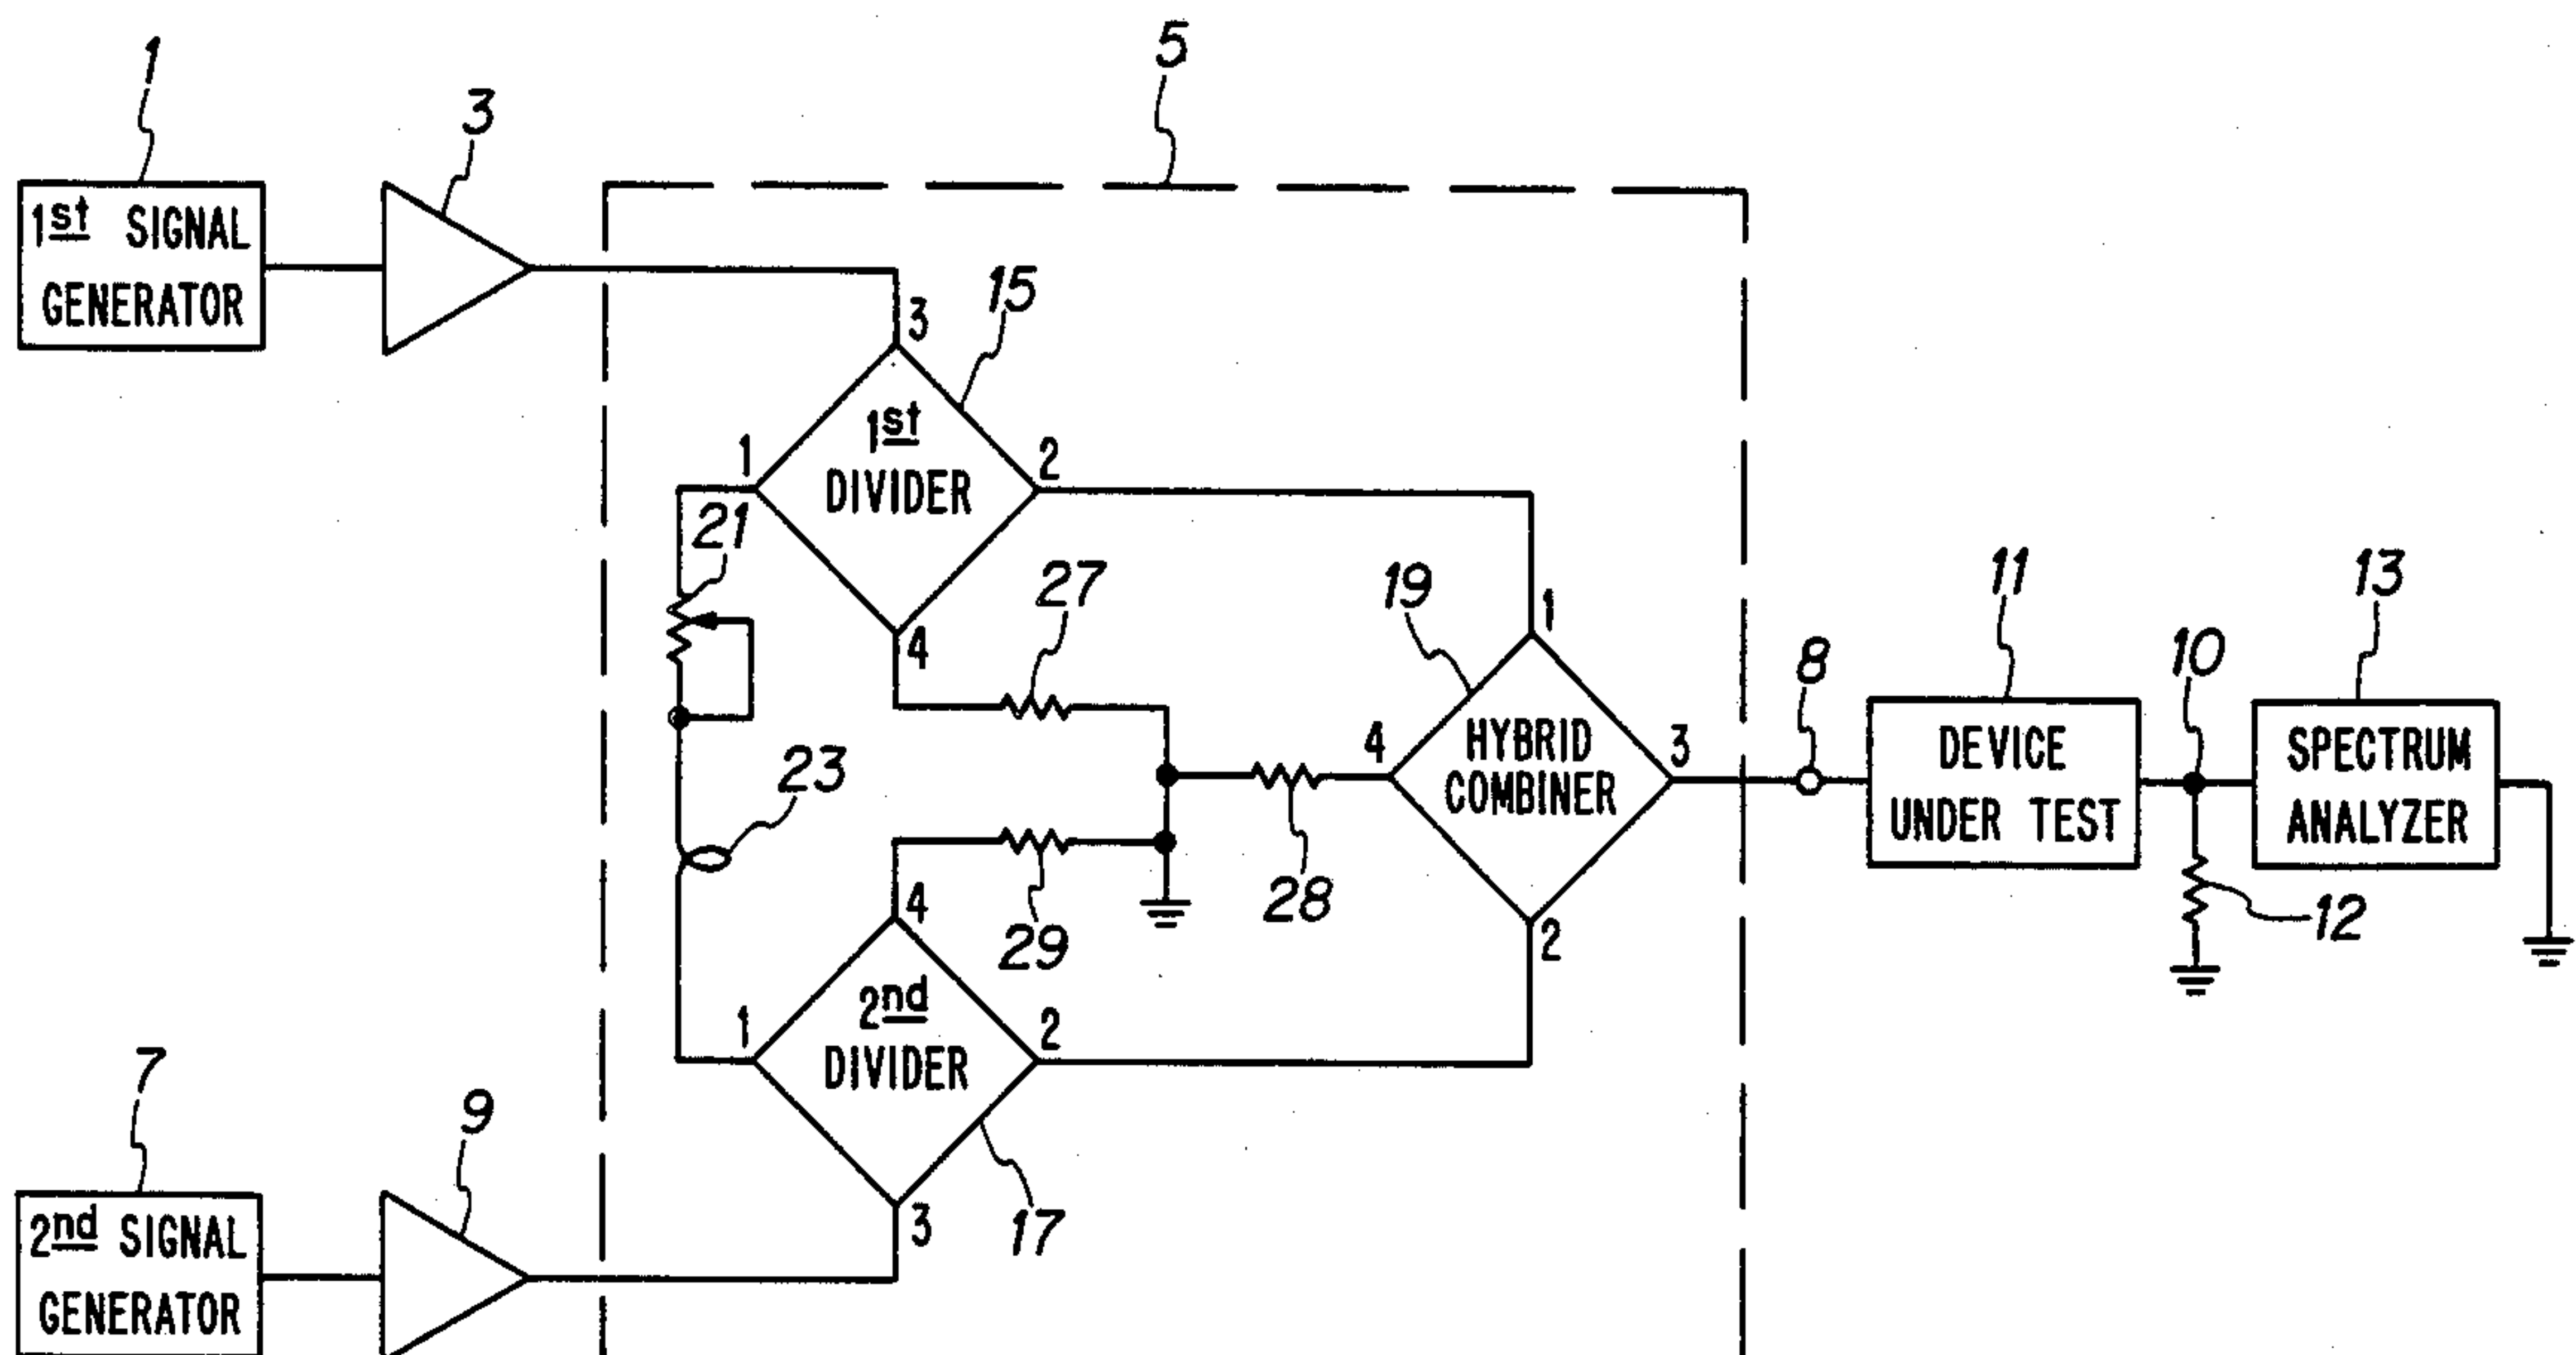 1
3
5
1st SIGNAL
GENERATOR
3
15
1
1st
DIVIDER
2
21
4
27
19
1
11
13
8
10
4
HYBRID
COMBINER
3
DEVICE
UNDER TEST
SPECTRUM
ANALYZER
23
28
12
4
29
2
1
2nd
DIVIDER
2
7
9
3
17
2nd SIGNAL
GENERATOR